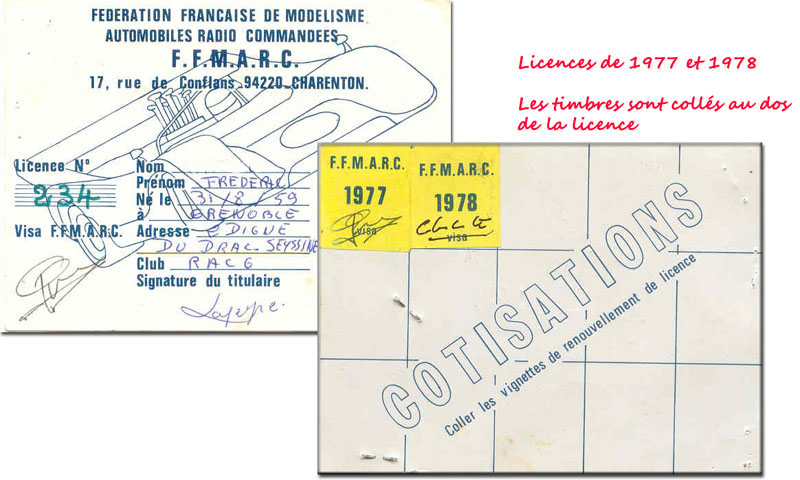 FEDERATION FRANCAISE DE MODELISME
AUTOMOBILES RADIO COMMANDEES
F.F.M.A.R.C.
17, rue de Conflans 94220 CHARENTON.
Licence N°
234
Visa F.F.M.A.R.C.
Nom
Prénom FREDERIC
Né le 31/8 59
à GRENOBLE
Adresse DIGUE
DU DRAC SEYSSINE
Club RACG
Signature du titulaire
Licences de 1977 et 1978
Les timbres sont collés au dos
de la licence
F.F.M.A.R.C.
1977
visa
F.F.M.A.R.C.
1978
visa
COTISATIONS
Coller les vignettes de renouvellement de licence